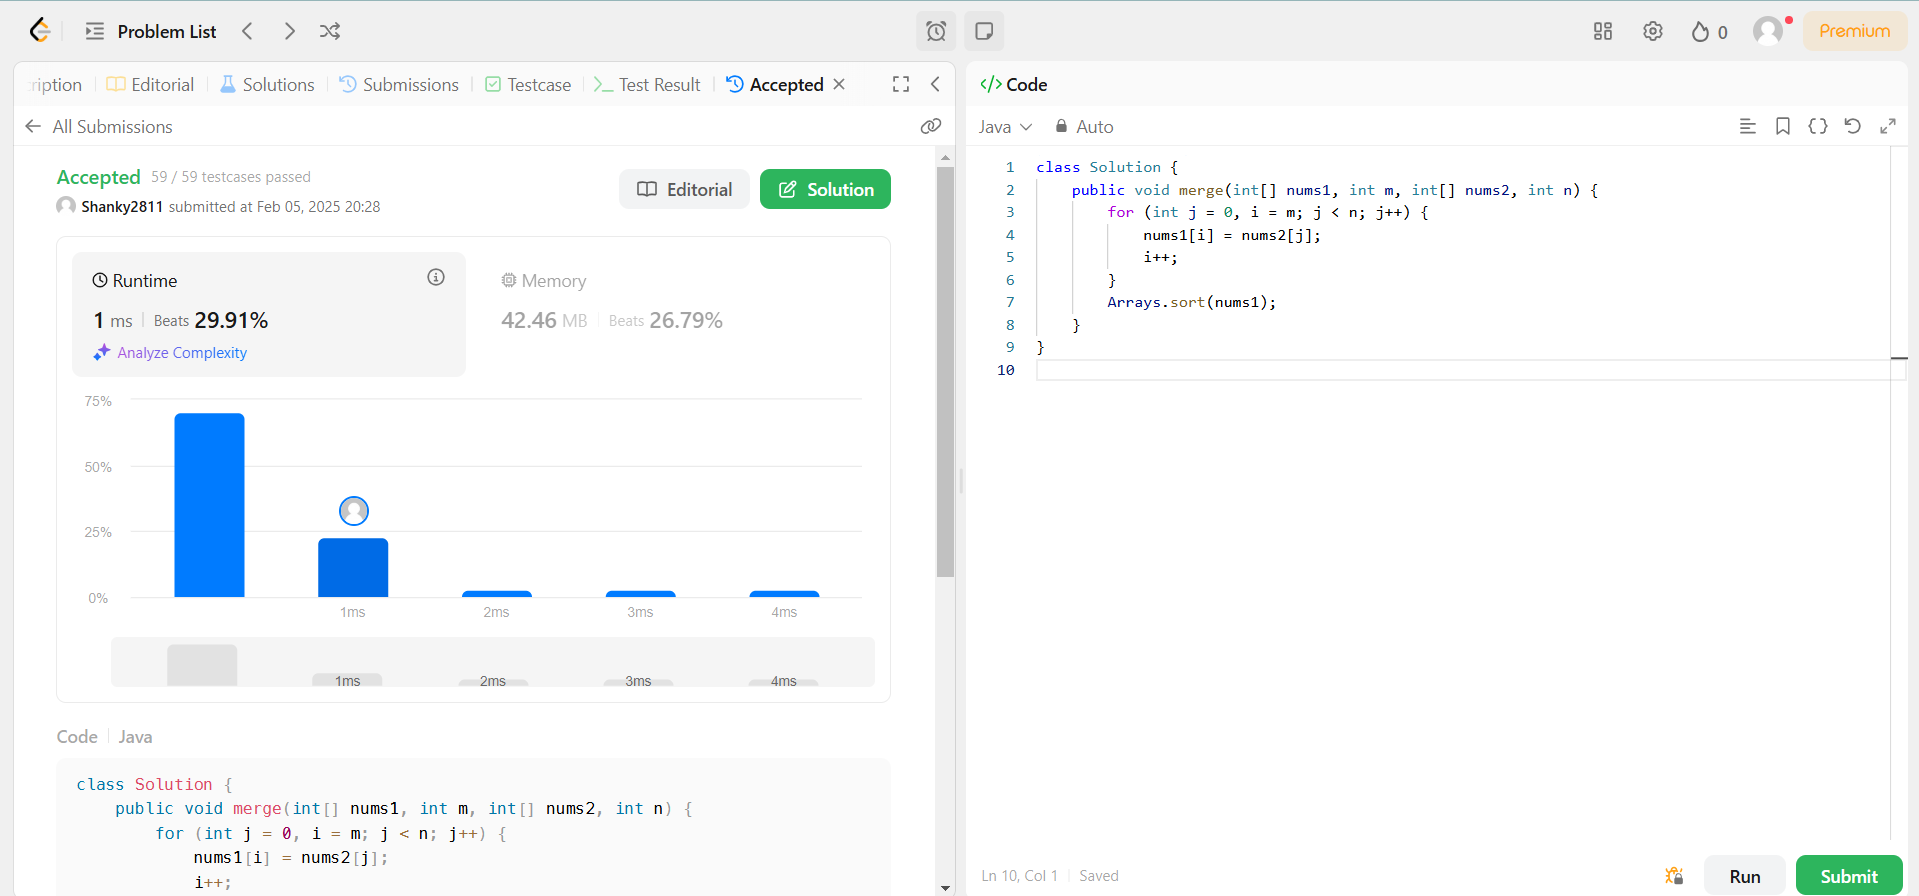 Problem List
0
Premium
ription
Editorial
Solutions
Submissions
Testcase
Test Result
Accepted
All Submissions
Accepted 59 / 59 testcases passed
Shanky2811 submitted at Feb 05, 2025 20:28
Editorial
Solution
Runtime
1 ms Beats 29.91%
Analyze Complexity
Memory
42.46 MB Beats 26.79%
75%
50%
25%
0%
1ms
2ms
3ms
4ms
1ms
2ms
3ms
4ms
Code Java
class Solution {
public void merge(int[] nums1, int m, int[] nums2, int n) {
for (int j = 0, i = m; j < n; j++) {
nums1[i] = nums2[j];
i++;
</> Code
Java
Auto
1 class Solution {
2 public void merge(int[] nums1, int m, int[] nums2, int n) {
3 for (int j = 0, i = m; j < n; j++) {
4 nums1[i] = nums2[j];
5 i++;
6 }
7 Arrays.sort(nums1);
8 }
9 }
10
Ln 10, Col 1 Saved
Run
Submit